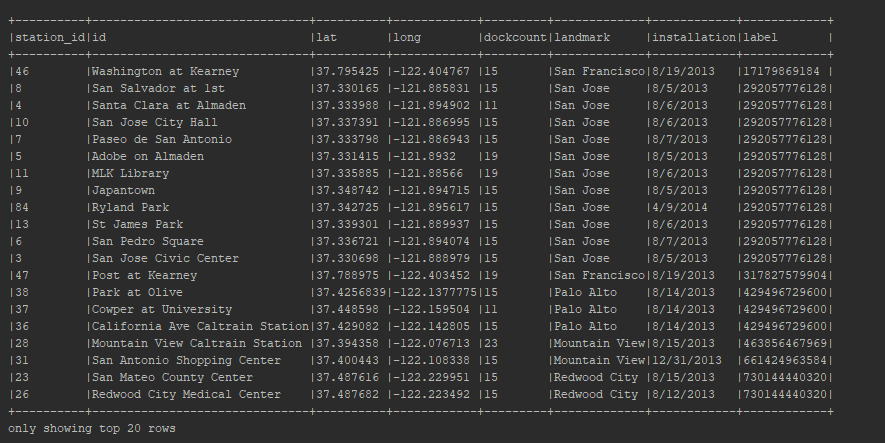 +----------+-----------------------------+----------+------------+---------+-------------+------------+------------+
|station_id|id                           |lat       |long        |dockcount|landmark     |installation|label       |
+----------+-----------------------------+----------+------------+---------+-------------+------------+------------+
|46        |Washington at Kearney        |37.795425 |-122.404767 |15       |San Francisco|8/19/2013   |17179869184 |
|8         |San Salvador at 1st          |37.330165 |-121.885831 |15       |San Jose     |8/5/2013    |292057776128|
|4         |Santa Clara at Almaden       |37.333988 |-121.894902 |11       |San Jose     |8/6/2013    |292057776128|
|10        |San Jose City Hall           |37.337391 |-121.886995 |15       |San Jose     |8/6/2013    |292057776128|
|7         |Paseo de San Antonio         |37.333798 |-121.886943 |15       |San Jose     |8/7/2013    |292057776128|
|5         |Adobe on Almaden             |37.331415 |-121.8932   |19       |San Jose     |8/5/2013    |292057776128|
|11        |MLK Library                  |37.335885 |-121.88566  |19       |San Jose     |8/6/2013    |292057776128|
|9         |Japantown                    |37.348742 |-121.894715 |15       |San Jose     |8/5/2013    |292057776128|
|84        |Ryland Park                  |37.342725 |-121.895617 |15       |San Jose     |4/9/2014    |292057776128|
|13        |St James Park                |37.339301 |-121.889937 |15       |San Jose     |8/6/2013    |292057776128|
|6         |San Pedro Square             |37.336721 |-121.894074 |15       |San Jose     |8/7/2013    |292057776128|
|3         |San Jose Civic Center        |37.330698 |-121.888979 |15       |San Jose     |8/5/2013    |292057776128|
|47        |Post at Kearney              |37.788975 |-122.403452 |19       |San Francisco|8/19/2013   |317827579904|
|38        |Park at Olive                |37.4256839|-122.1377775|15       |Palo Alto    |8/14/2013   |429496729600|
|37        |Cowper at University         |37.448598 |-122.159504 |11       |Palo Alto    |8/14/2013   |429496729600|
|36        |California Ave Caltrain Station|37.429082 |-122.142805 |15       |Palo Alto    |8/14/2013   |429496729600|
|28        |Mountain View Caltrain Station |37.394358 |-122.076713 |23       |Mountain View|8/15/2013   |463856467969|
|31        |San Antonio Shopping Center  |37.400443 |-122.108338 |15       |Mountain View|12/31/2013  |661424963584|
|23        |San Mateo County Center      |37.487616 |-122.229951 |15       |Redwood City |8/15/2013   |730144440320|
|26        |Redwood City Medical Center  |37.487682 |-122.223492 |15       |Redwood City |8/12/2013   |730144440320|
+----------+-----------------------------+----------+------------+---------+-------------+------------+------------+
only showing top 20 rows